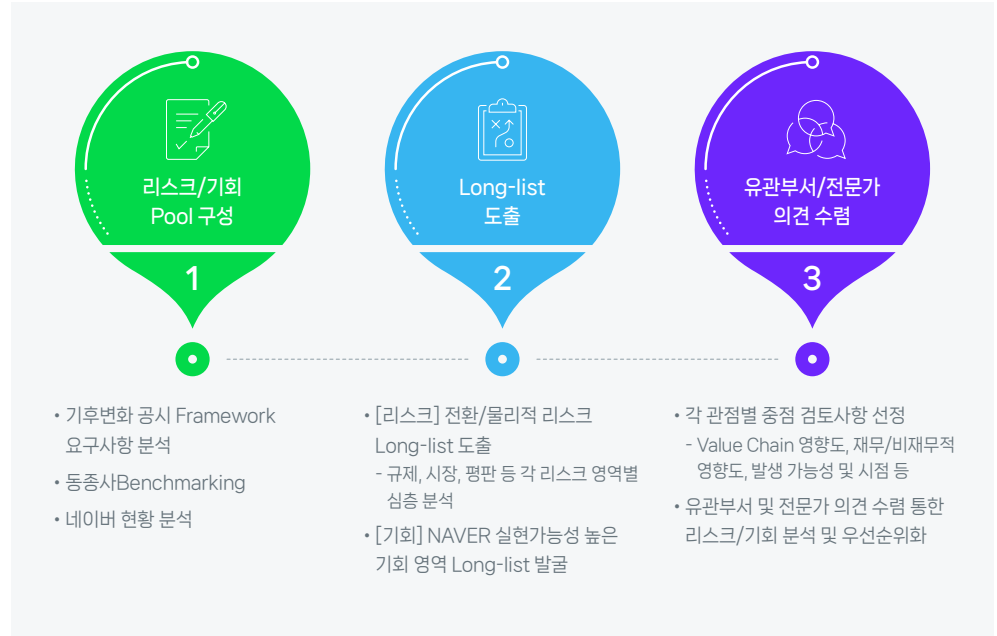 리스크/기회
Pool 구성
1
• 기후변화 공시 Framework
요구사항 분석
• 동종사Benchmarking
• 네이버 현황 분석
Long-list
도출
2
• [리스크] 전환/물리적 리스크
Long-list 도출
- 규제, 시장, 평판 등 각 리스크 영역별
심층 분석
• [기회] NAVER 실현가능성 높은
기회 영역 Long-list 발굴
유관부서/전문가
의견 수렴
3
• 각 관점별 중점 검토사항 선정
- Value Chain 영향도, 재무/비재무적
영향도, 발생 가능성 및 시점 등
• 유관부서 및 전문가 의견 수렴 통한
리스크/기회 분석 및 우선순위화